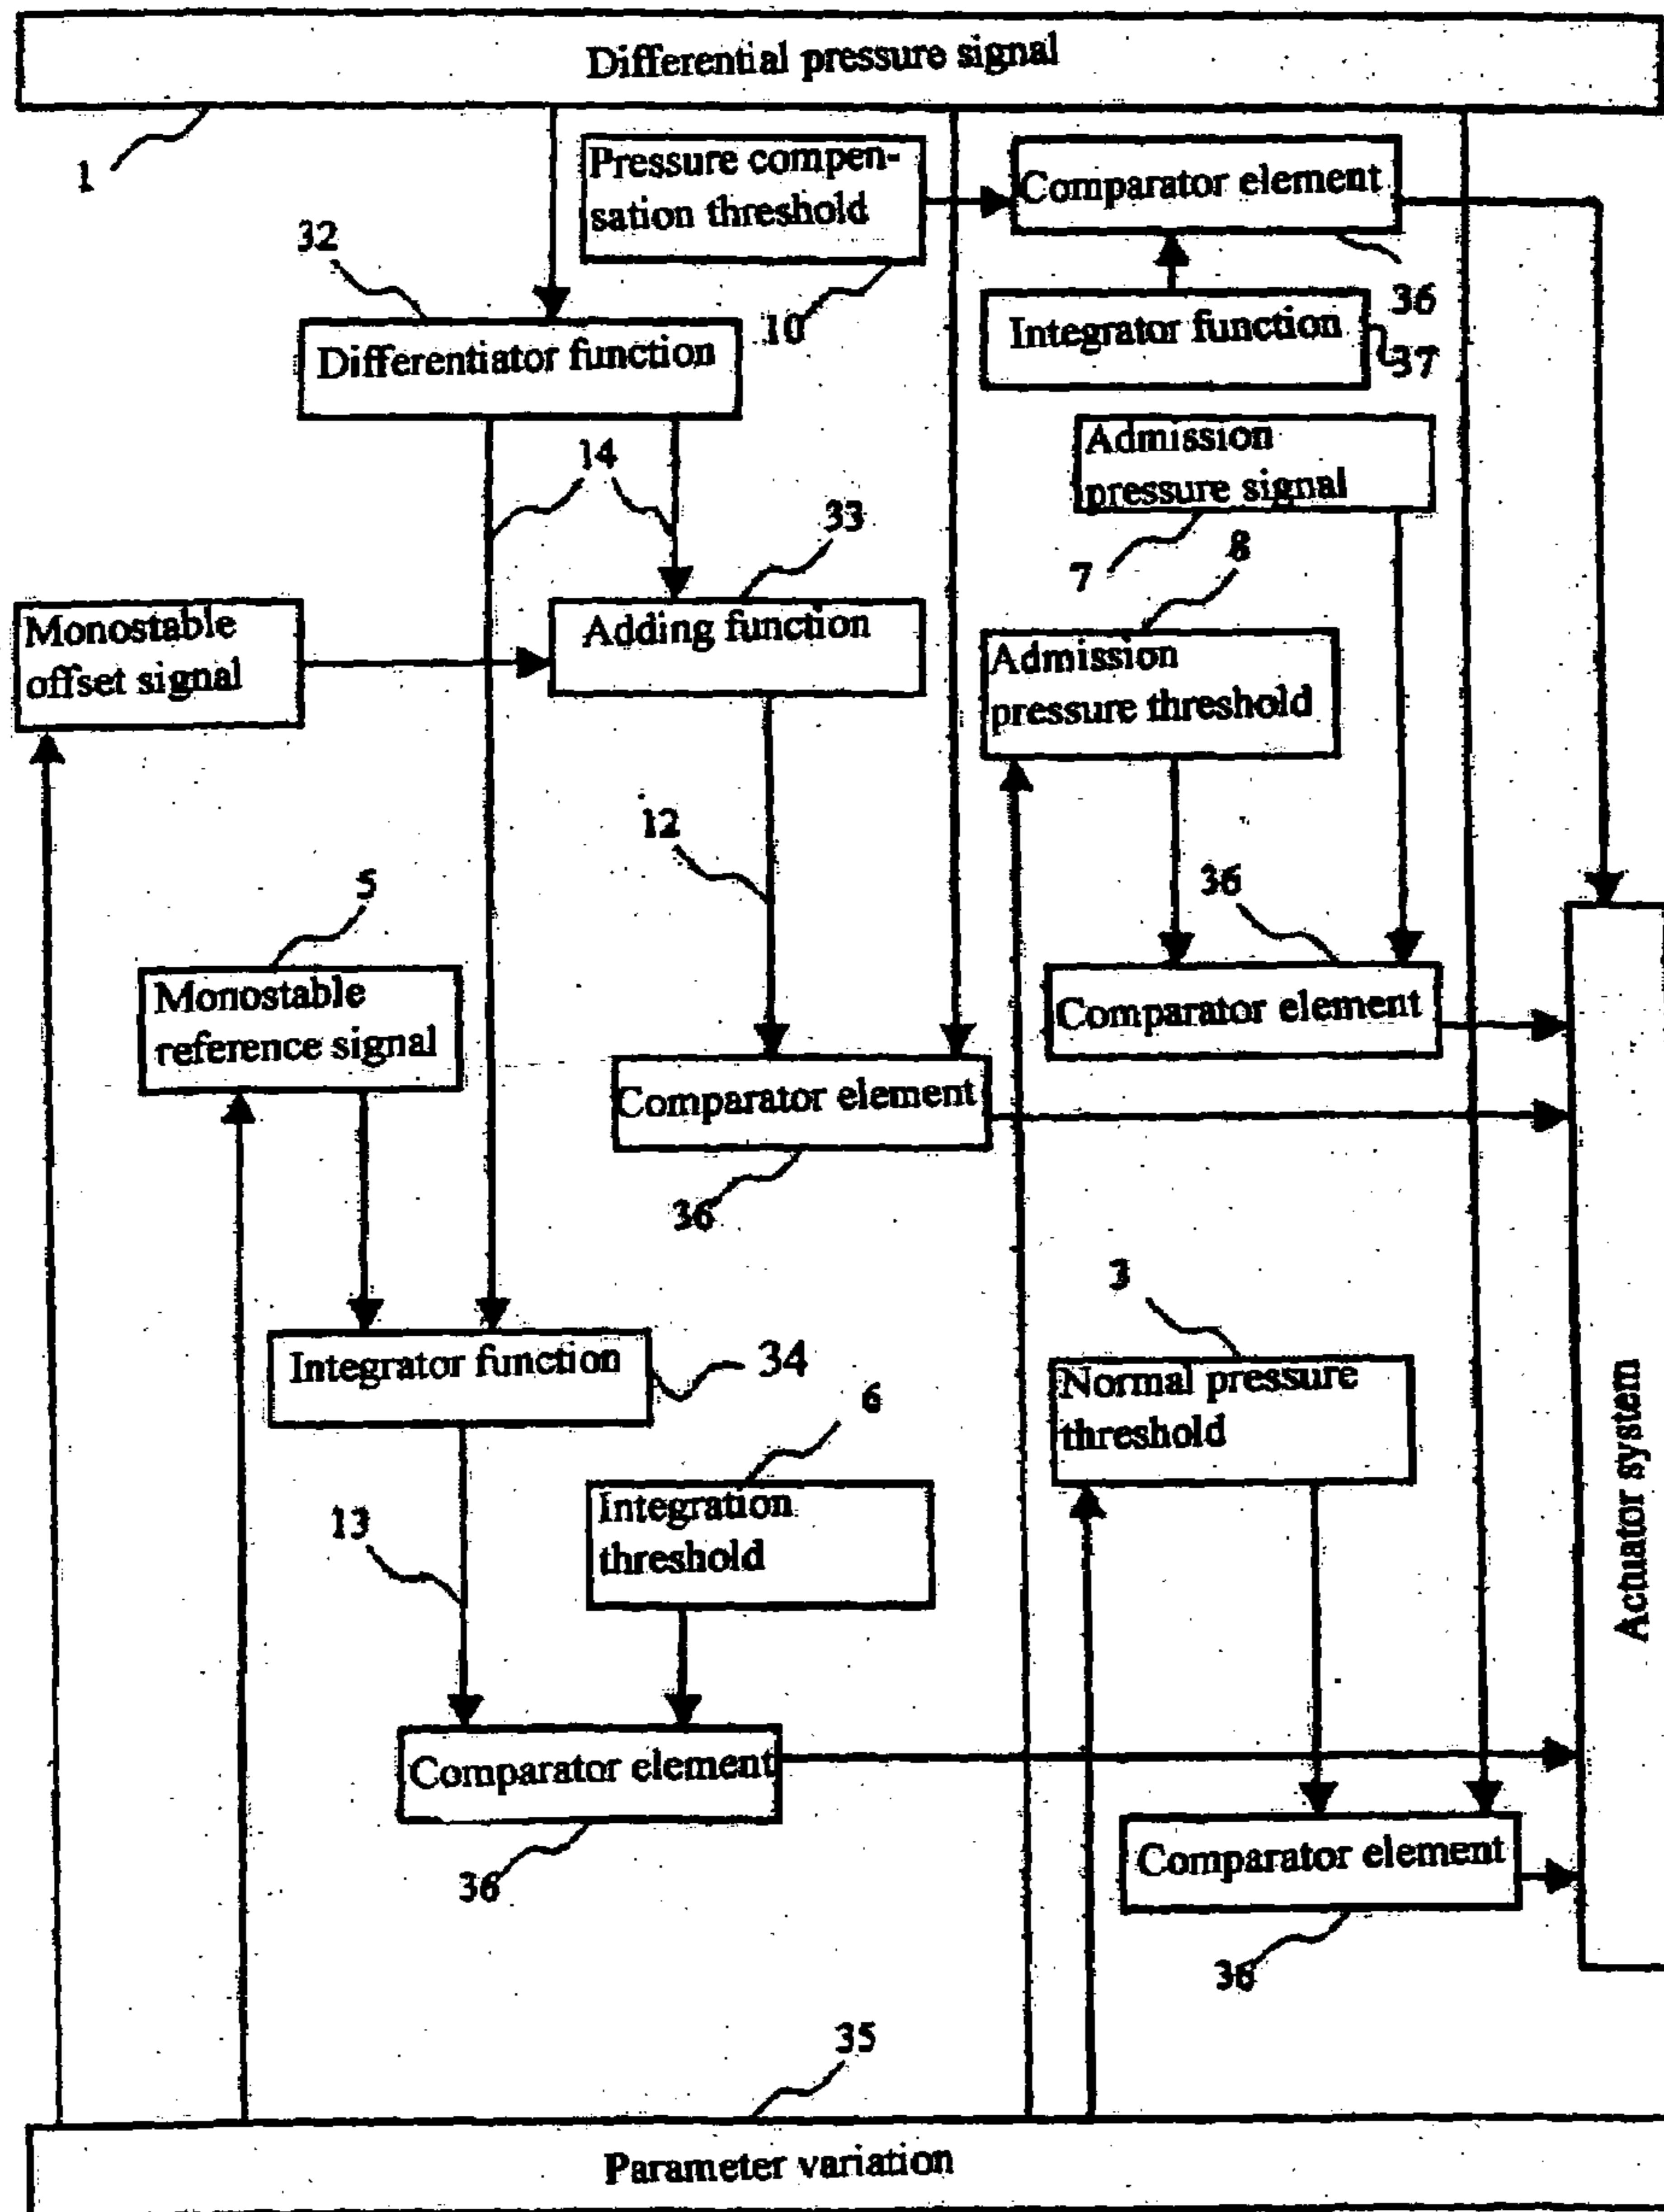 Differential pressure signal
1
Pressure compen-
sation threshold
10
Comparator element
36
32
Differentiator function
Integrator function
37
14
Admission
pressure signal
7
33
8
Monostable
offset signal
Adding function
Admission
pressure threshold
12
5
36
Monostable
reference signal
Comparator element
Comparator element
36
3
Integrator function
34
Normal pressure
threshold
6
Integration
threshold
13
Actuator system
Comparator element
36
Comparator element
36
35
Parameter variation